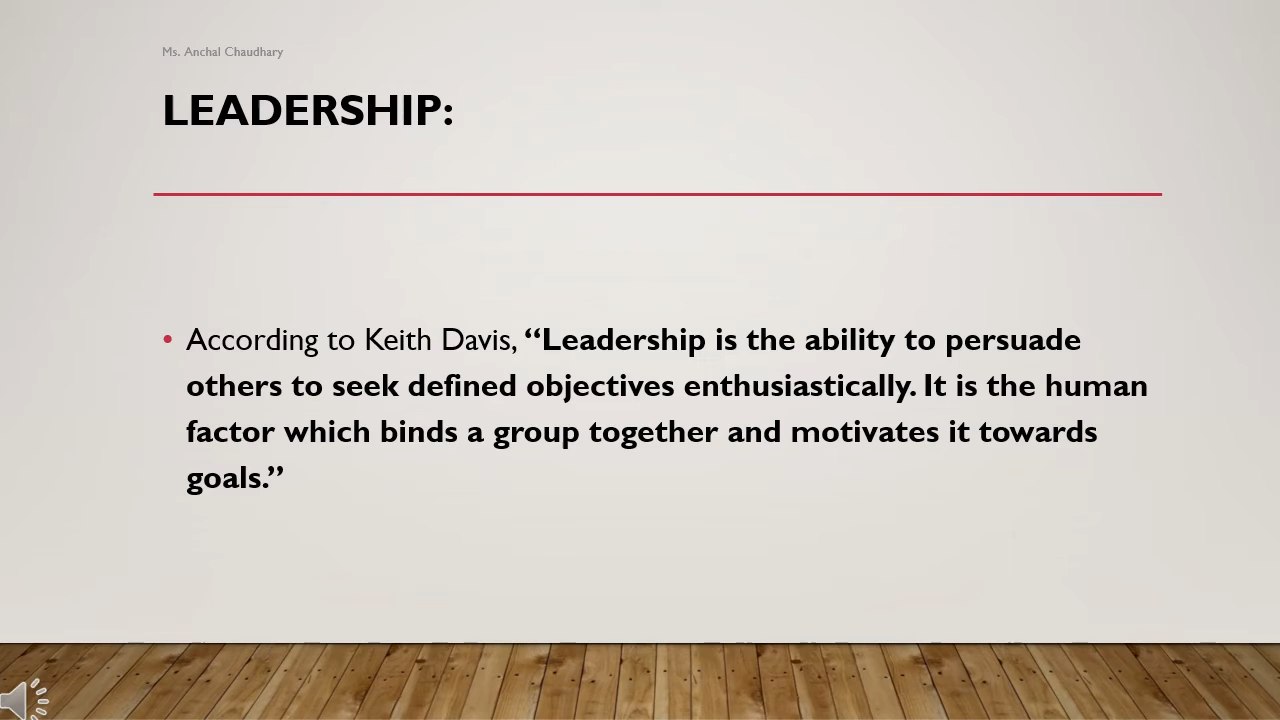 Ms. Anchal Chaudhary
LEADERSHIP:
• According to Keith Davis, “Leadership is the ability to persuade
others to seek defined objectives enthusiastically. It is the human
factor which binds a group together and motivates it towards
goals.”